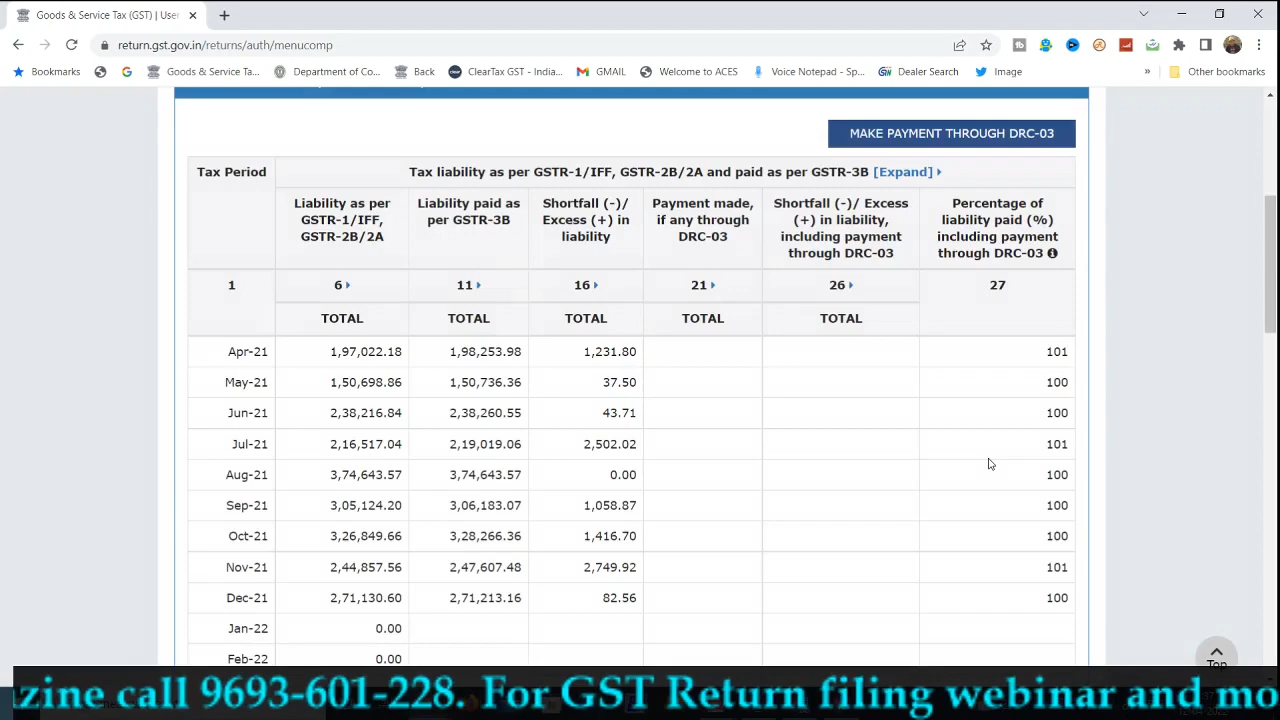 Goods & Service Tax (GST) | User
return.gst.gov.in/returns/auth/menucomp
Bookmarks Goods & Service Ta... Department of Co... Back ClearTax GST - India... GMAIL Welcome to ACES Voice Notepad - Sp... Dealer Search Image » Other bookmarks
MAKE PAYMENT THROUGH DRC-03
Tax Period Tax liability as per GSTR-1/IFF, GSTR-2B/2A and paid as per GSTR-3B [Expand]
Liability as per GSTR-1/IFF, GSTR-2B/2A Liability paid as per GSTR-3B Shortfall (-)/ Excess (+) in liability Payment made, if any through DRC-03 Shortfall (-)/ Excess (+) in liability, including payment through DRC-03 Percentage of liability paid (%) including payment through DRC-03
1 6 11 16 21 26 27
TOTAL TOTAL TOTAL TOTAL TOTAL
Apr-21 1,97,022.18 1,98,253.98 1,231.80 101
May-21 1,50,698.86 1,50,736.36 37.50 100
Jun-21 2,38,216.84 2,38,260.55 43.71 100
Jul-21 2,16,517.04 2,19,019.06 2,502.02 101
Aug-21 3,74,643.57 3,74,643.57 0.00 100
Sep-21 3,05,124.20 3,06,183.07 1,058.87 100
Oct-21 3,26,849.66 3,28,266.36 1,416.70 100
Nov-21 2,44,857.56 2,47,607.48 2,749.92 101
Dec-21 2,71,130.60 2,71,213.16 82.56 100
Jan-22 0.00
Feb-22 0.00
Top
zine call 9693-601-228. For GST Return filing webinar and mo